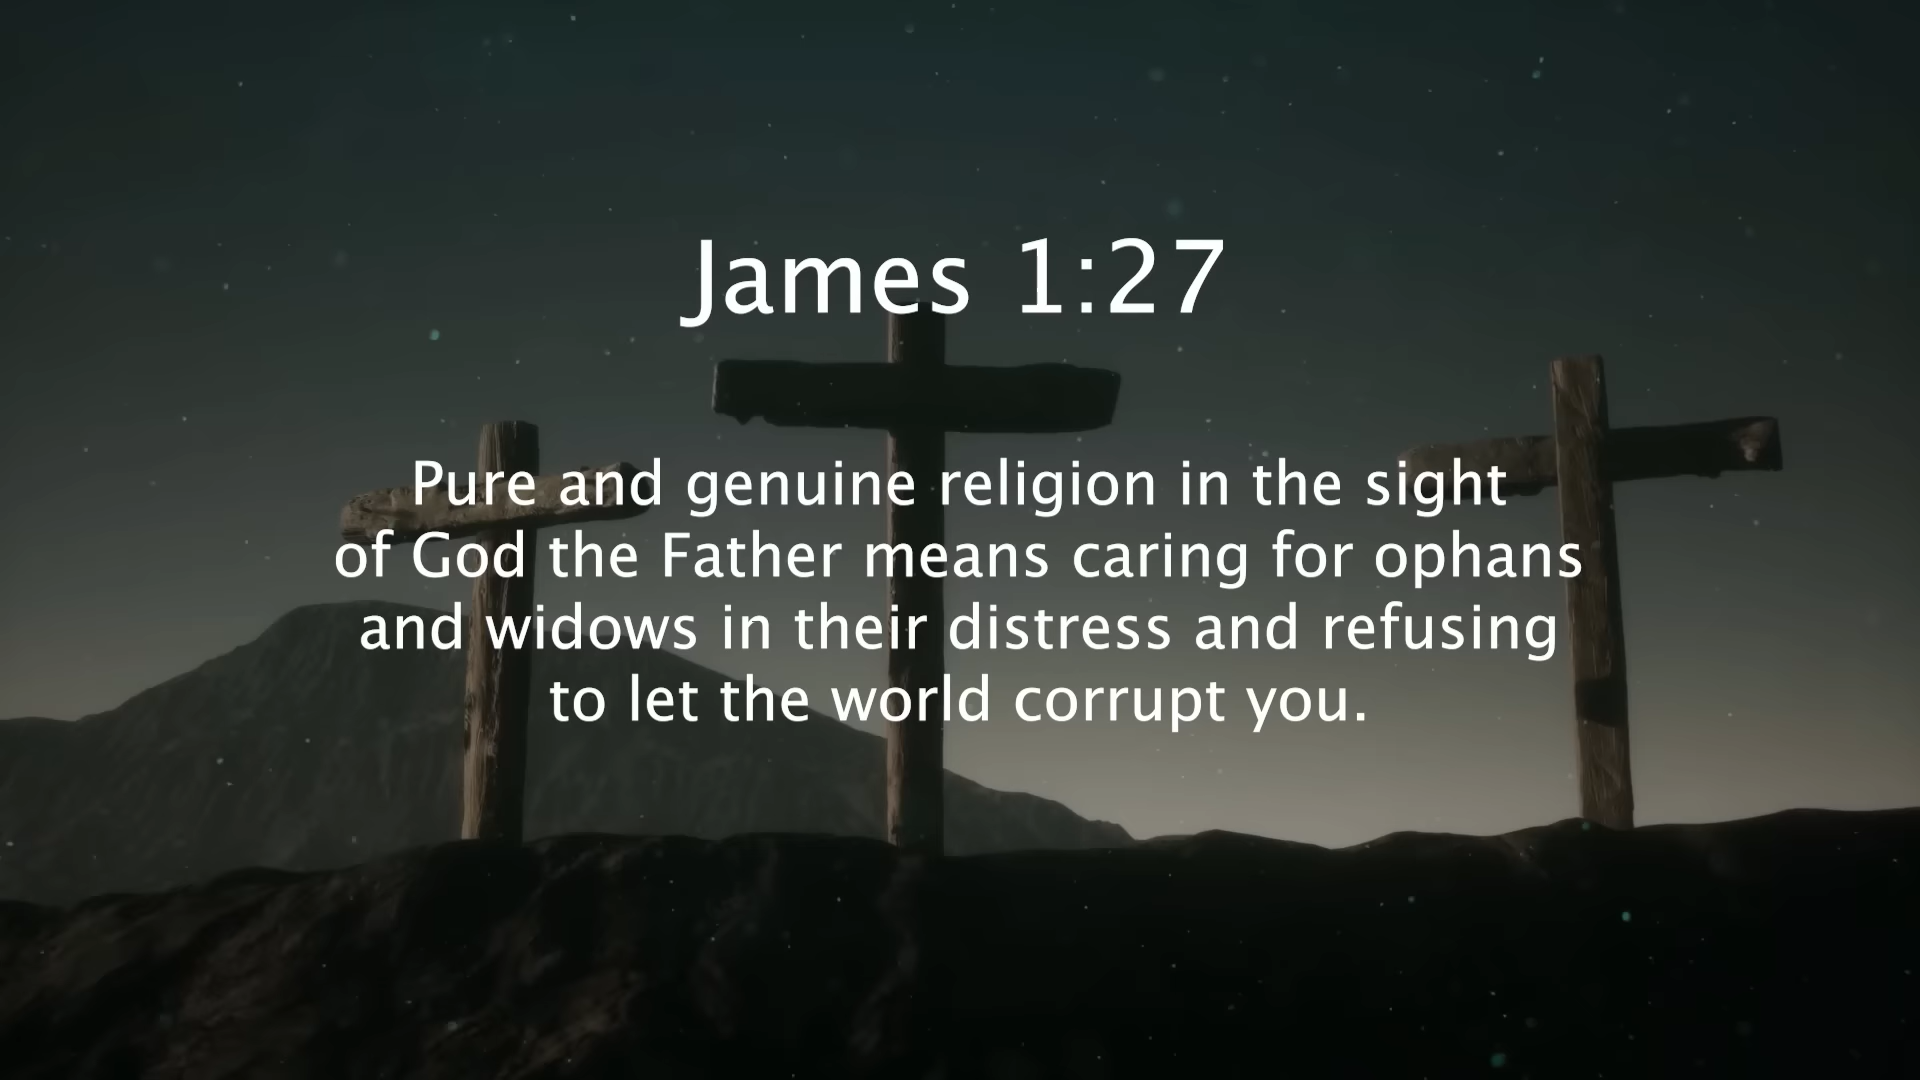 James 1:27
Pure and genuine religion in the sight
of God the Father means caring for ophans
and widows in their distress and refusing
to let the world corrupt you.